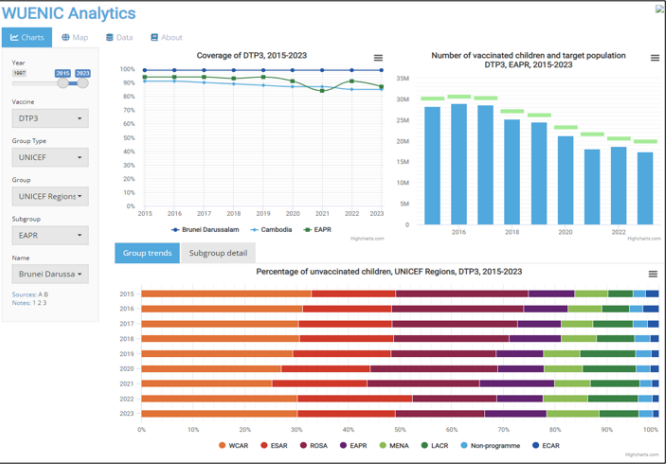 WUENIC Analytics
Charts Map Data About
Year
1997 2015 2023
Vaccine
DTP3
Group Type
UNICEF
Group
UNICEF Regions
Subgroup
EAPR
Name
Brunei Darussa
Sources: A B
Notes: 1 2 3
Coverage of DTP3, 2015-2023
100%
90%
80%
70%
60%
50%
40%
30%
20%
10%
0%
2015 2016 2017 2018 2019 2020 2021 2022 2023
Brunei Darussalam Cambodia EAPR
Highcharts.com
Number of vaccinated children and target population
DTP3, EAPR, 2015-2023
35M
30M
25M
20M
15M
10M
5M
0M
2016 2018 2020 2022
Highcharts.com
Group trends Subgroup detail
Percentage of unvaccinated children, UNICEF Regions, DTP3, 2015-2023
2015
2016
2017
2018
2019
2020
2021
2022
2023
0% 10% 20% 30% 40% 50% 60% 70% 80% 90% 100%
WCAR ESAR ROSA EAPR MENA LACR Non-programme ECAR
Highcharts.com